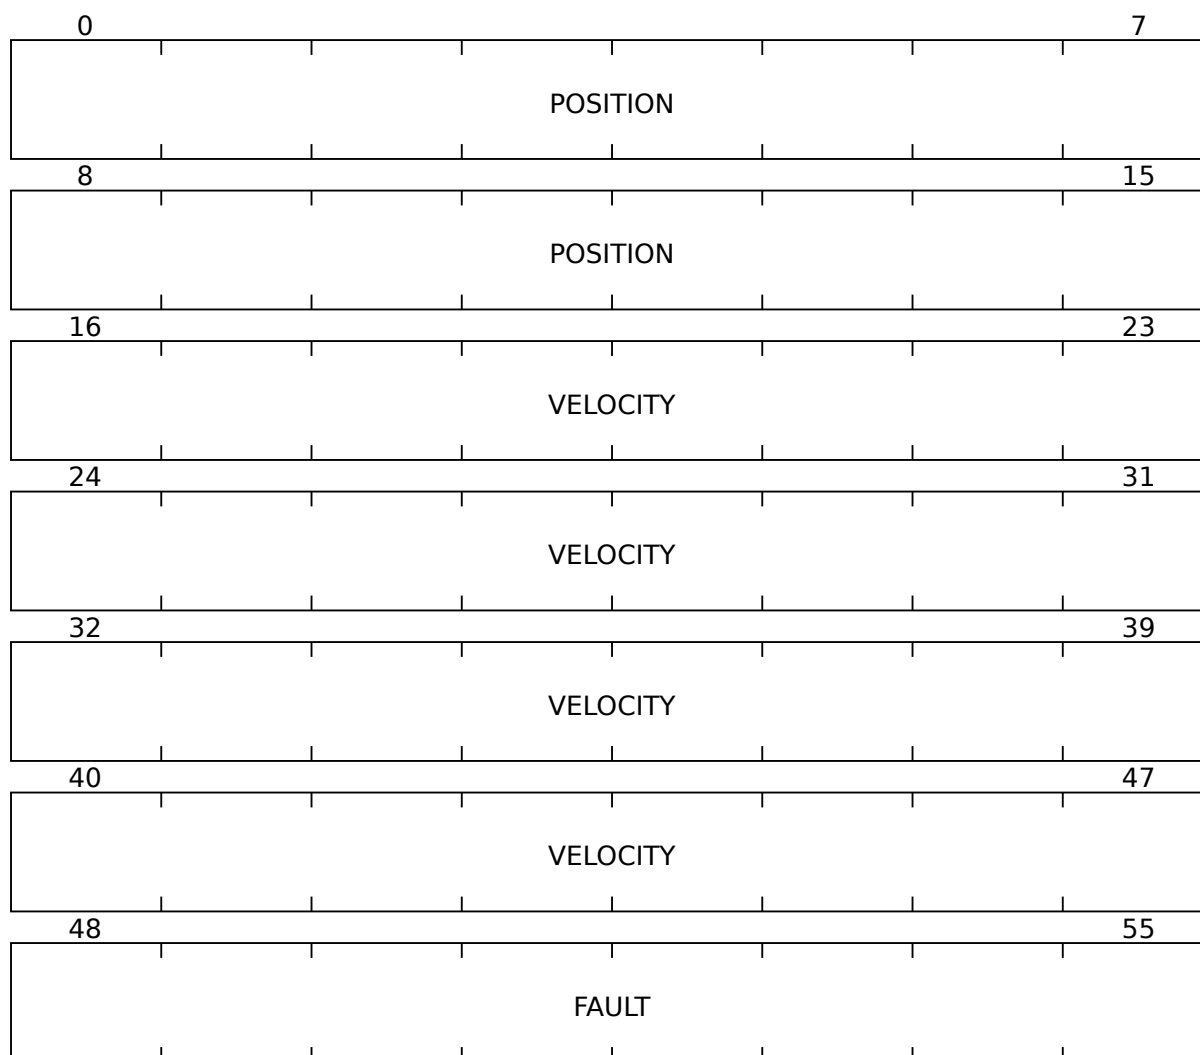 0 7
POSITION
8 15
POSITION
16 23
VELOCITY
24 31
VELOCITY
32 39
VELOCITY
40 47
VELOCITY
48 55
FAULT